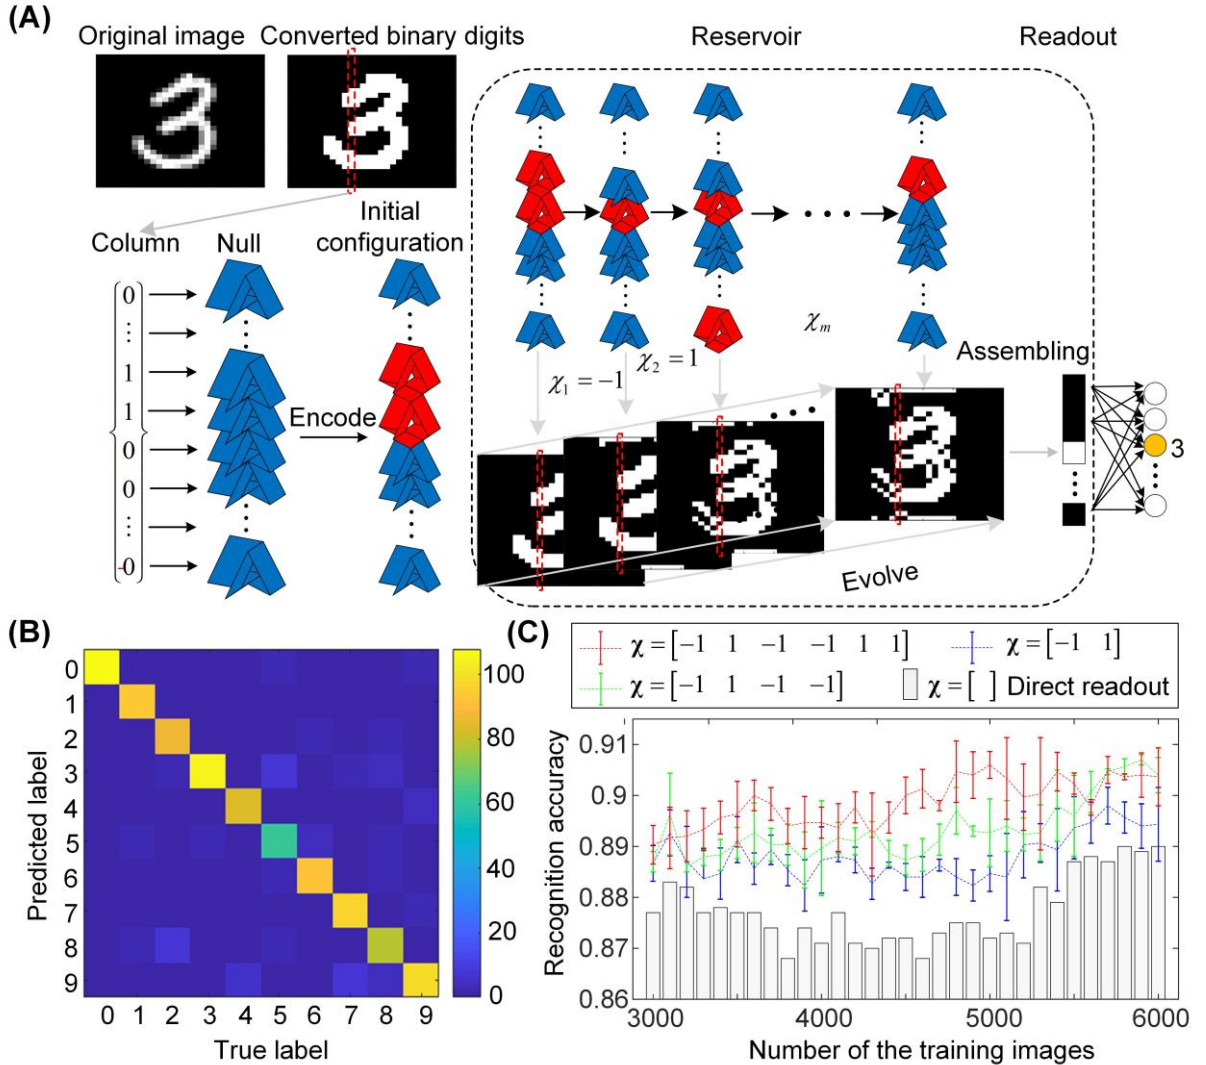 (A)
Original image Converted binary digits Reservoir Readout
Initial
configuration
Column Null
0
⋮
1
1
0
0
⋮
-0
Encode
χ₁ = −1
χ₂ = 1
χₘ
Assembling
3
Evolve
(B)
Predicted label
0
1
2
3
4
5
6
7
8
9
0 1 2 3 4 5 6 7 8 9
True label
100
80
60
40
20
0
(C)
χ = [−1 1 −1 −1 1 1]
χ = [−1 1]
χ = [−1 1 −1 −1]
χ = [ ] Direct readout
Recognition accuracy
0.91
0.9
0.89
0.88
0.87
0.86
3000 4000 5000 6000
Number of the training images